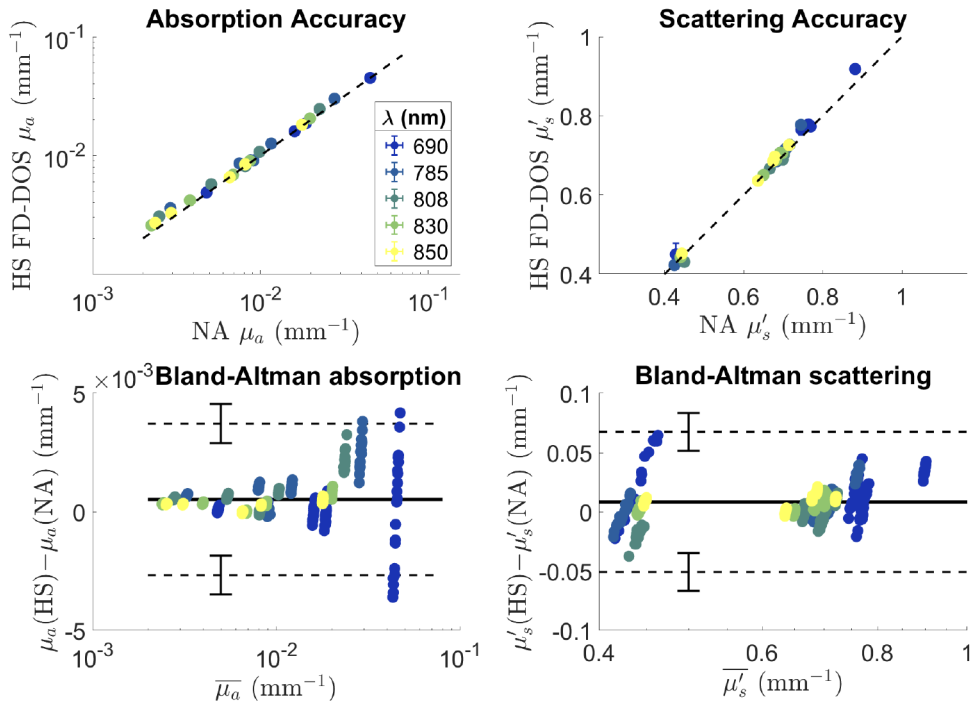 Absorption Accuracy
10⁻¹
10⁻²
HS FD-DOS μₐ (mm⁻¹)
λ (nm)
690
785
808
830
850
10⁻³ 10⁻² 10⁻¹
NA μₐ (mm⁻¹)
Scattering Accuracy
1
0.8
0.6
0.4
HS FD-DOS μ′ₛ (mm⁻¹)
0.4 0.6 0.8 1
NA μ′ₛ (mm⁻¹)
×10⁻³ Bland-Altman absorption
5
0
-5
μₐ(HS)−μₐ(NA) (mm⁻¹)
10⁻³ 10⁻² 10⁻¹
μ̅ₐ̅ (mm⁻¹)
Bland-Altman scattering
0.1
0.05
0
-0.05
-0.1
μ′ₛ(HS)−μ′ₛ(NA) (mm⁻¹)
0.4 0.6 0.8 1
μ̅′ₛ̅ (mm⁻¹)